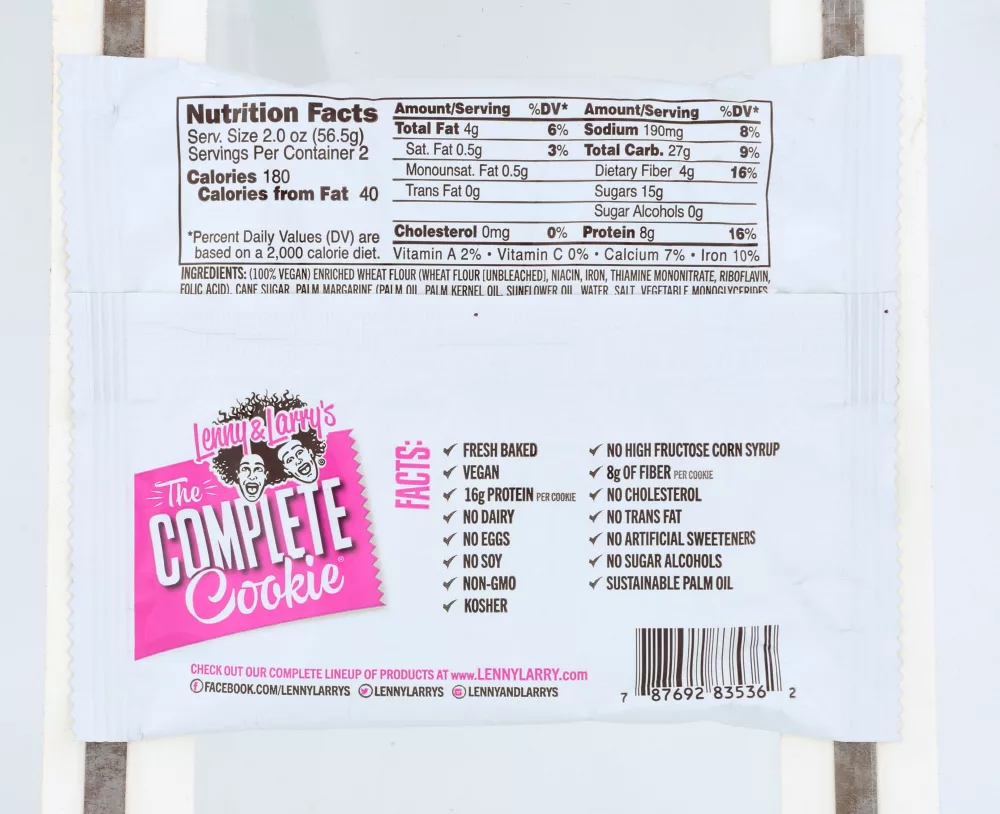 Nutrition Facts
Serv. Size 2.0 oz (56.5g)
Servings Per Container 2
Calories 180
Calories from Fat 40
*Percent Daily Values (DV) are
based on a 2,000 calorie diet.
Amount/Serving %DV* Amount/Serving %DV*
Total Fat 4g 6% Sodium 190mg 8%
Sat. Fat 0.5g 3% Total Carb. 27g 9%
Monounsat. Fat 0.5g Dietary Fiber 4g 16%
Trans Fat 0g Sugars 15g
Sugar Alcohols 0g
Cholesterol 0mg 0% Protein 8g 16%
Vitamin A 2% • Vitamin C 0% • Calcium 7% • Iron 10%
INGREDIENTS: (100% VEGAN) ENRICHED WHEAT FLOUR (WHEAT FLOUR [UNBLEACHED], NIACIN, IRON, THIAMINE MONONITRATE, RIBOFLAVIN,
FOLIC ACID), CANE SUGAR, PALM MARGARINE (PALM OIL, PALM KERNEL OIL, SUNFLOWER OIL, WATER, SALT, VEGETABLE MONOGLYCERIDES
Lenny & Larry's
The
COMPLETE
Cookie®
FACTS:
✓ FRESH BAKED
✓ VEGAN
✓ 16g PROTEIN PER COOKIE
✓ NO DAIRY
✓ NO EGGS
✓ NO SOY
✓ NON-GMO
✓ KOSHER
✓ NO HIGH FRUCTOSE CORN SYRUP
✓ 8g OF FIBER PER COOKIE
✓ NO CHOLESTEROL
✓ NO TRANS FAT
✓ NO ARTIFICIAL SWEETENERS
✓ NO SUGAR ALCOHOLS
✓ SUSTAINABLE PALM OIL
CHECK OUT OUR COMPLETE LINEUP OF PRODUCTS AT www.LENNYLARRY.com
FACEBOOK.COM/LENNYLARRYS LENNYLARRYS LENNYANDLARRYS
7 87692 83536 2